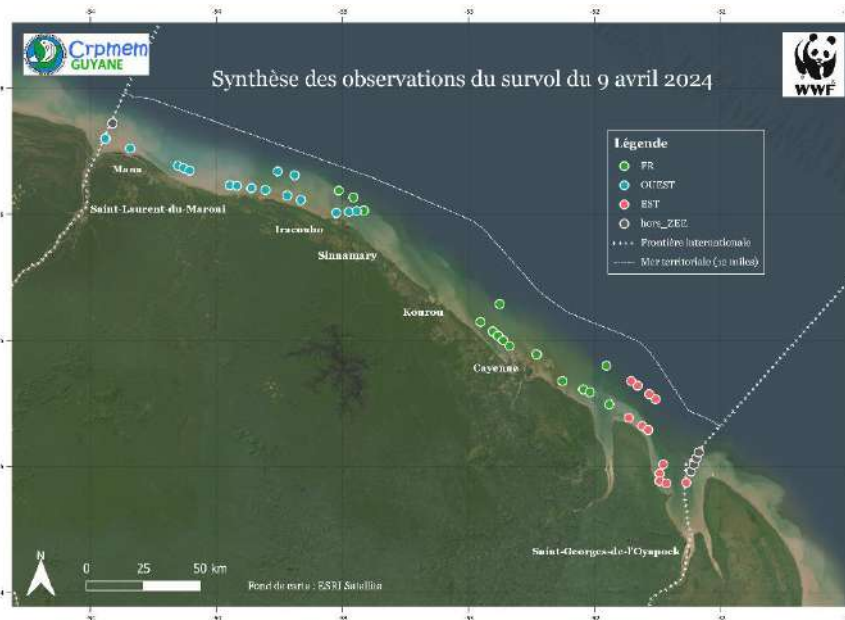 Crpmem
GUYANE
Synthèse des observations du survol du 9 avril 2024
WWF
Légende
FR
OUEST
EST
hors_ZEE
Frontière internationale
Mer territoriale (12 miles)
Mana
Saint-Laurent-du-Maroni
Iracoubo
Sinnamary
Kourou
Cayenne
Saint-Georges-de-l'Oyapock
N
0 25 50 km
Fond de carte : ESRI Satellite